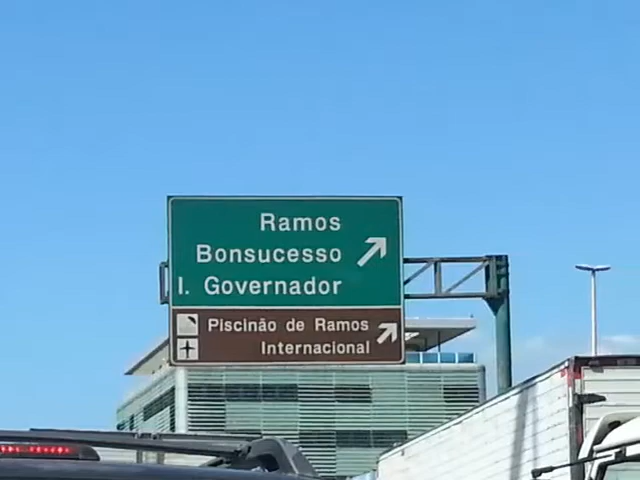 Ramos
Bonsucesso
I. Governador
Piscinão de Ramos
Internacional